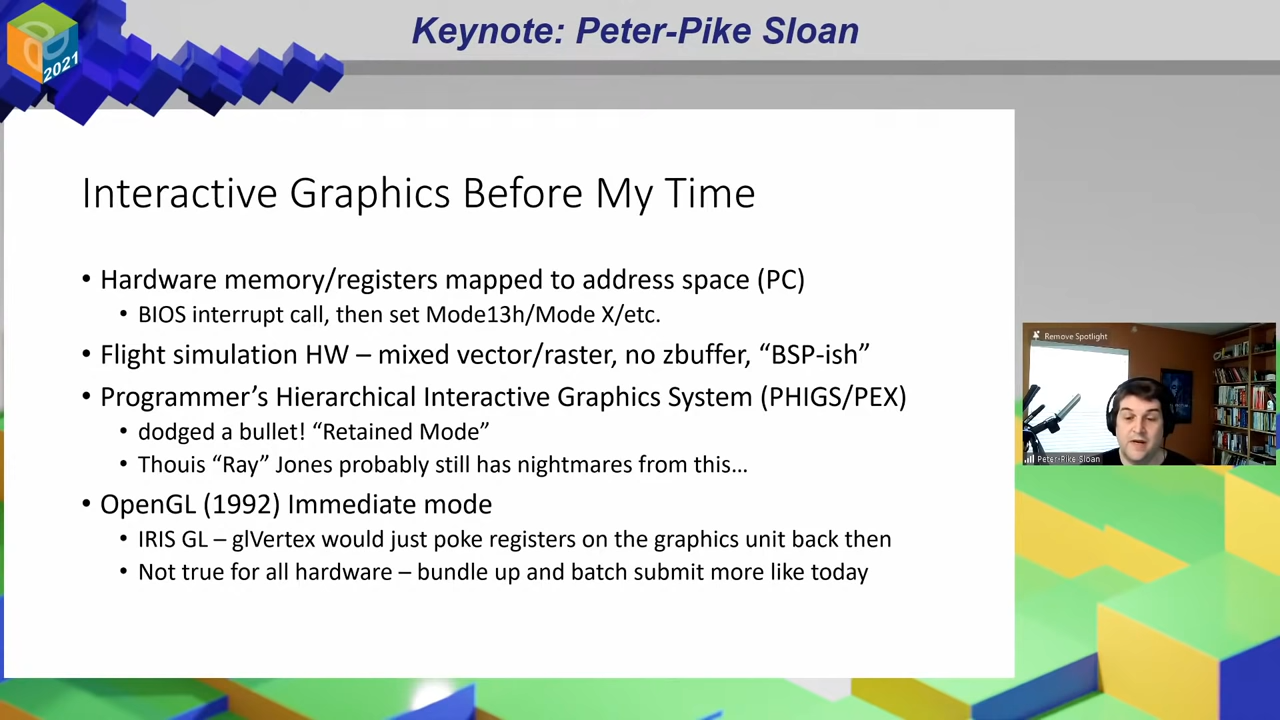 Keynote: Peter-Pike Sloan
2021
Interactive Graphics Before My Time
• Hardware memory/registers mapped to address space (PC)
• BIOS interrupt call, then set Mode13h/Mode X/etc.
• Flight simulation HW – mixed vector/raster, no zbuffer, “BSP-ish”
• Programmer’s Hierarchical Interactive Graphics System (PHIGS/PEX)
• dodged a bullet! “Retained Mode”
• Thouis “Ray” Jones probably still has nightmares from this…
• OpenGL (1992) Immediate mode
• IRIS GL – glVertex would just poke registers on the graphics unit back then
• Not true for all hardware – bundle up and batch submit more like today
Remove Spotlight
Peter-Pike Sloan